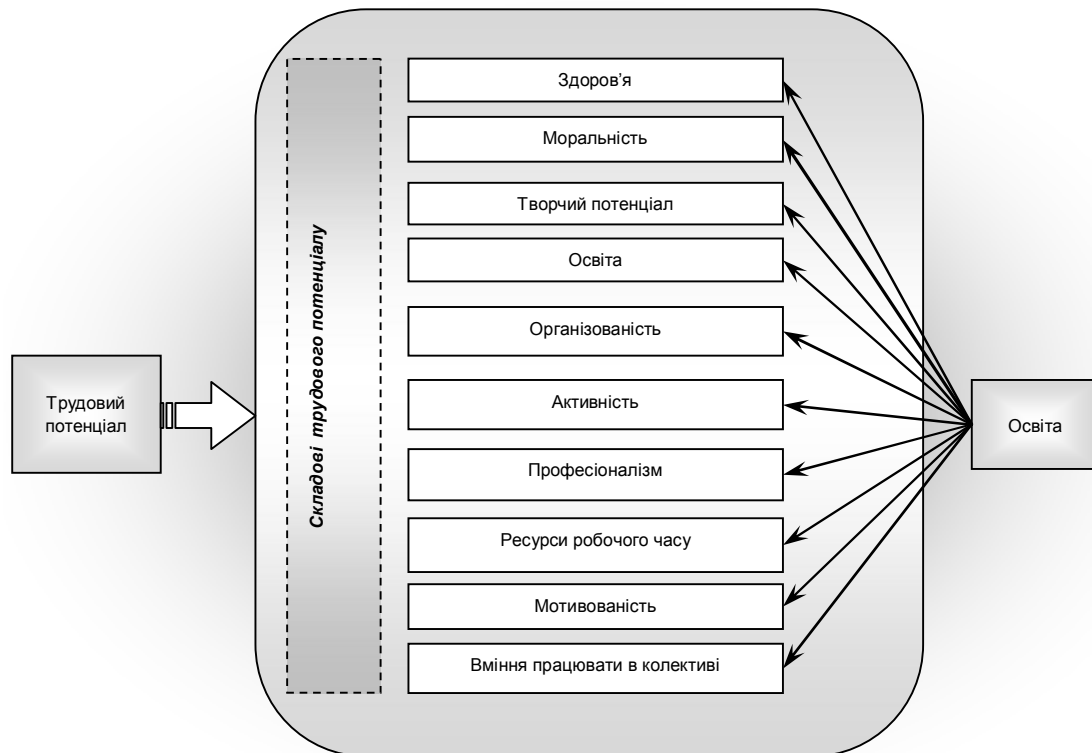 Трудовий
потенціал
Складові трудового потенціалу
Здоров’я
Моральність
Творчий потенціал
Освіта
Організованість
Активність
Професіоналізм
Ресурси робочого часу
Мотивованість
Вміння працювати в колективі
Освіта